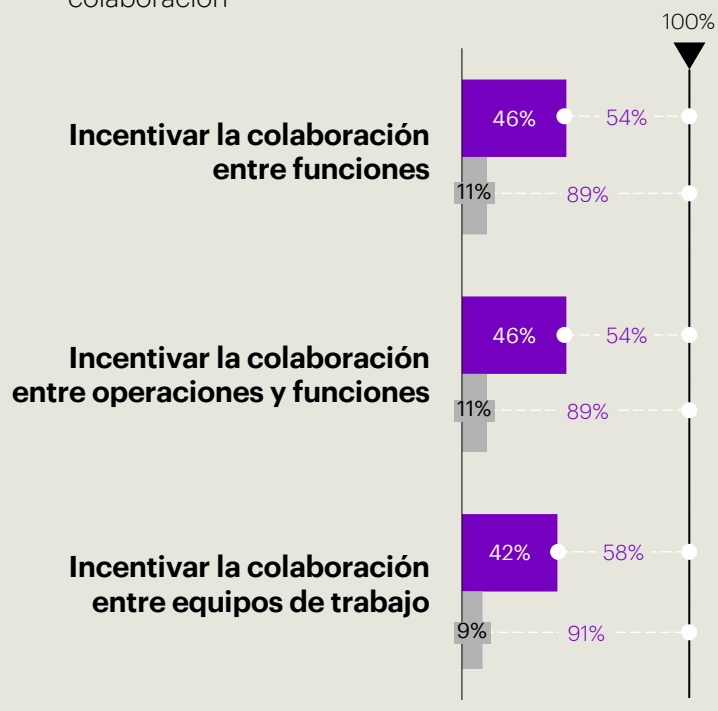 colaboración
100%
Incentivar la colaboración
entre funciones
46%
54%
11%
89%
Incentivar la colaboración
entre operaciones y funciones
46%
54%
11%
89%
Incentivar la colaboración
entre equipos de trabajo
42%
58%
9%
91%